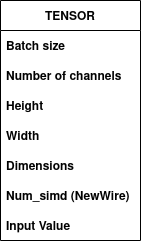 TENSOR
Batch size
Number of channels
Height
Width
Dimensions
Num_simd (NewWire)
Input Value